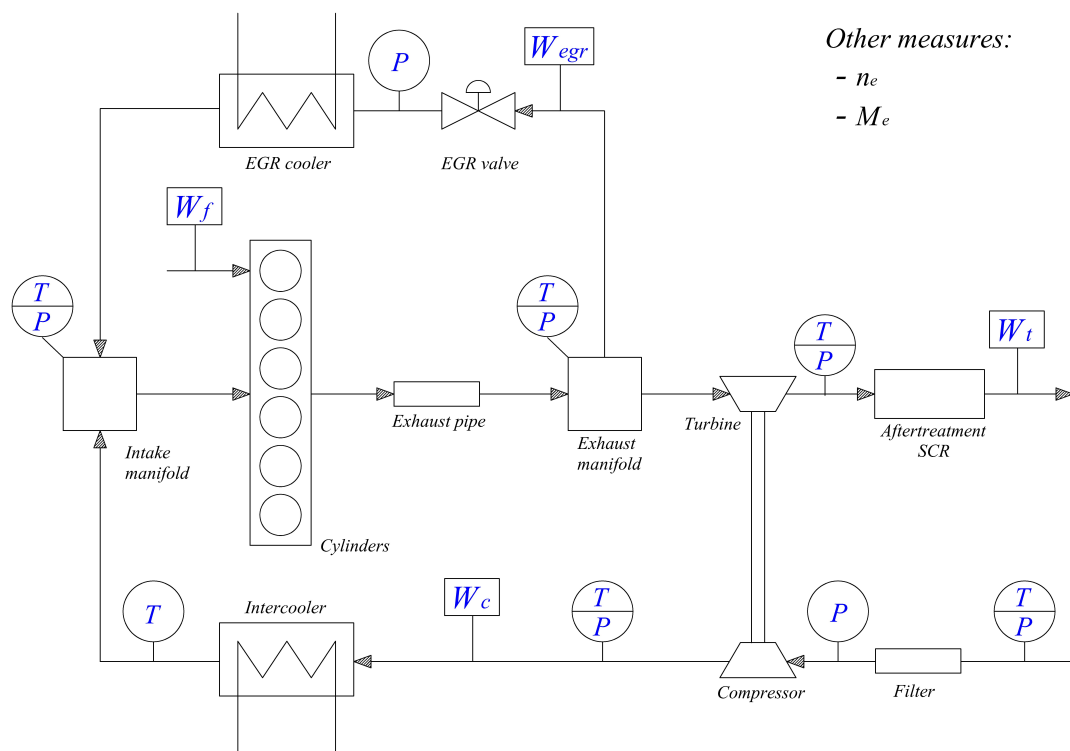 Other measures:
- ne
- Me
P
Wegr
EGR cooler
EGR valve
Wf
T
P
T
P
T
P
Wt
Intake
manifold
Cylinders
Exhaust pipe
Exhaust
manifold
Turbine
Aftertreatment
SCR
T
Intercooler
Wc
T
P
P
T
P
Compressor
Filter